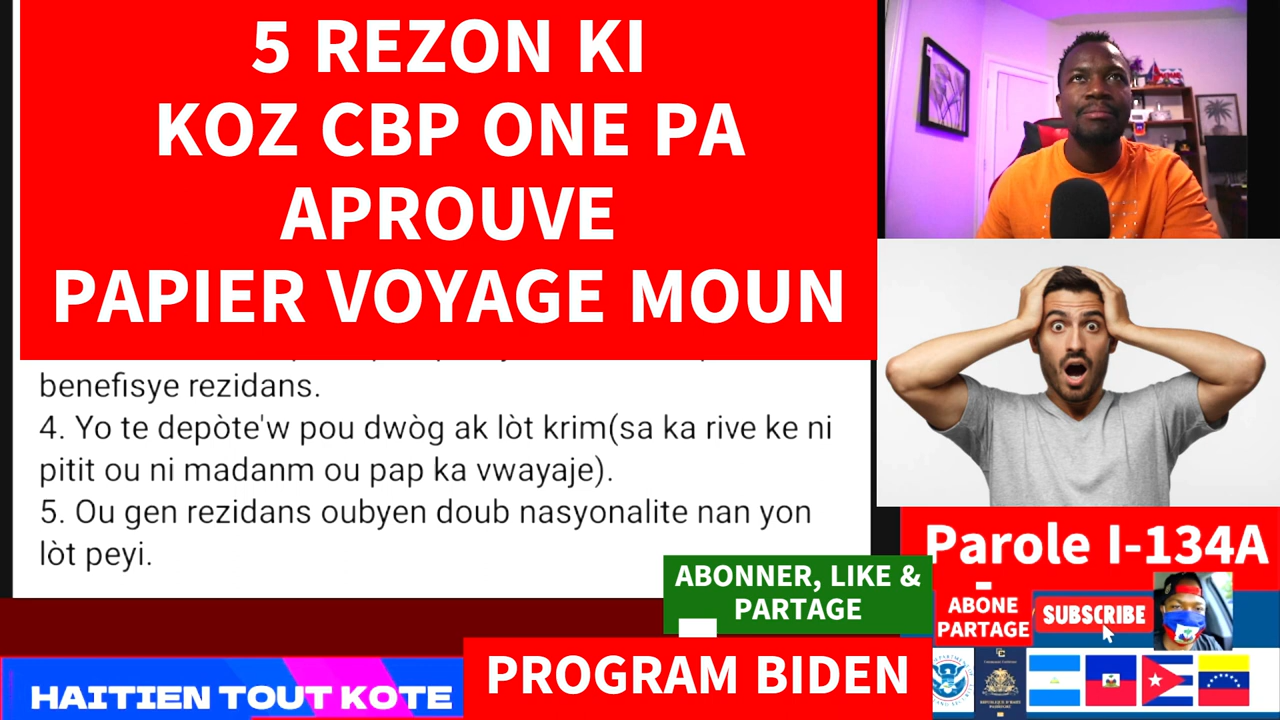 5 REZON KI
KOZ CBP ONE PA
APROUVE
PAPIER VOYAGE MOUN
benefisye rezidans.
4. Yo te depòte'w pou dwòg ak lòt krim(sa ka rive ke ni
pitit ou ni madanm ou pap ka vwayaje).
5. Ou gen rezidans oubyen doub nasyonalite nan yon
lòt peyi.
Parole I-134A
ABONNER, LIKE &
PARTAGE
ABONE
PARTAGE
SUBSCRIBE
PROGRAM BIDEN
HAITIEN TOUT KOTE